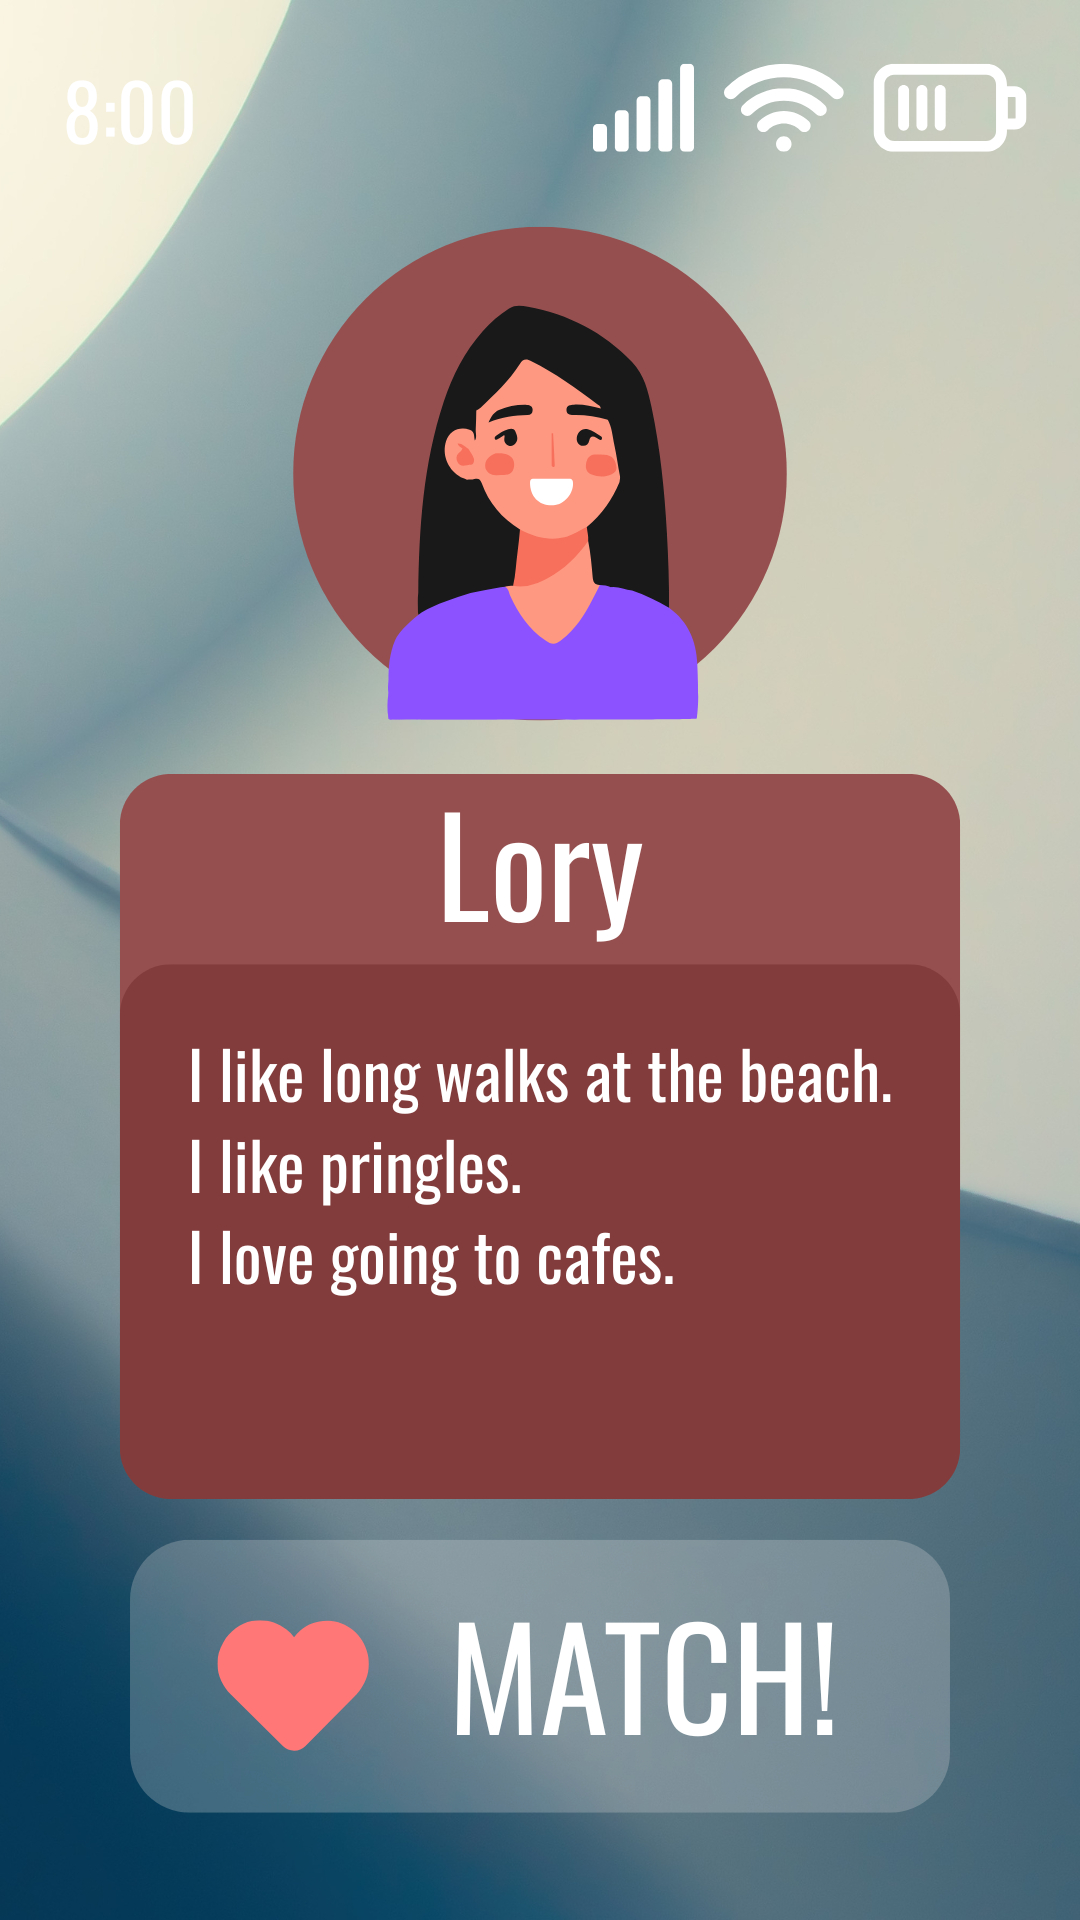 8:00
Lory
I like long walks at the beach.
I like pringles.
I love going to cafes.
MATCH!